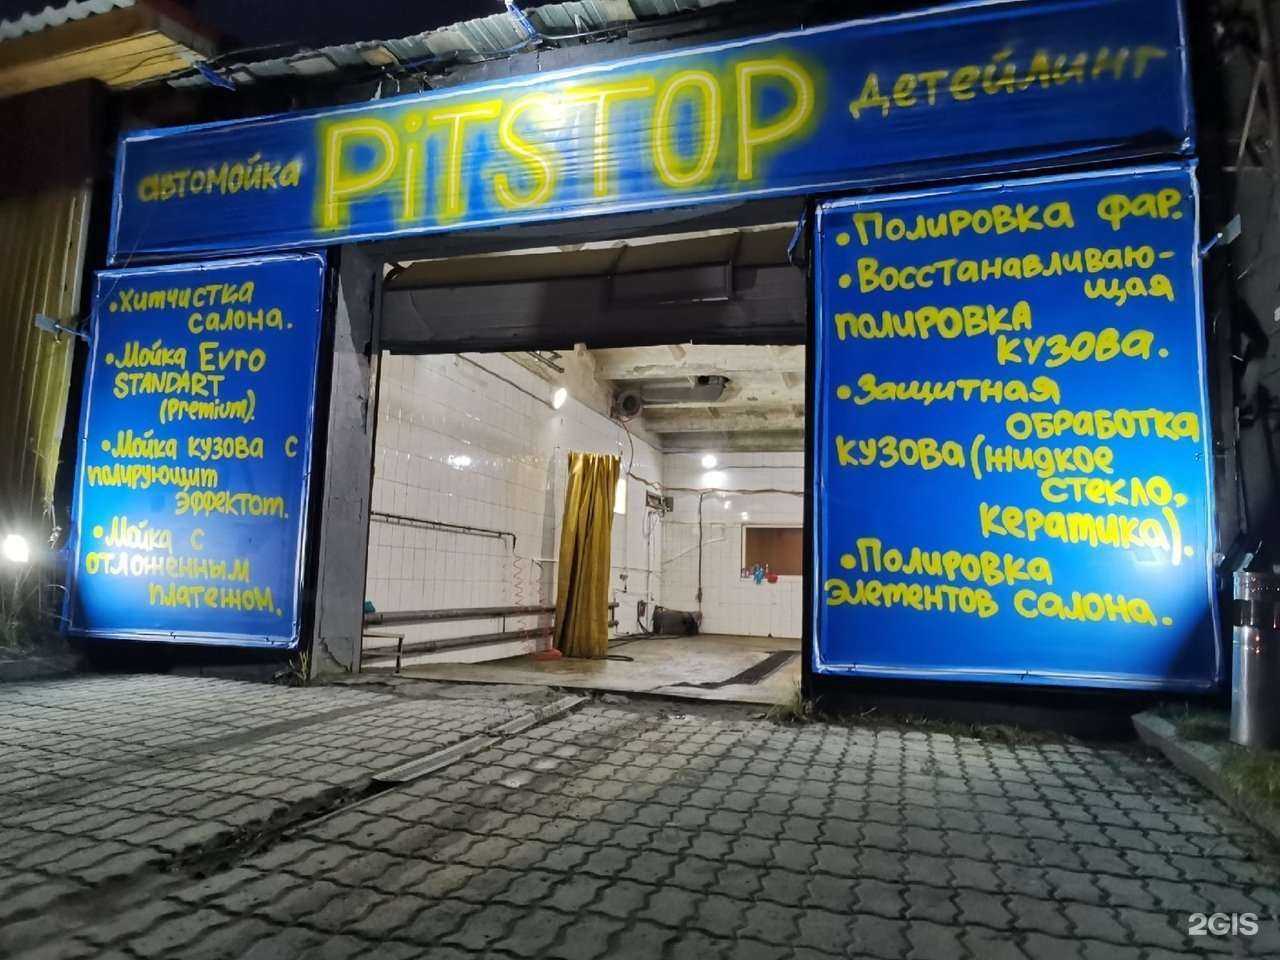 автомойка
PiTSTOP
Детейлинг
• Химчистка
салона.
• Мойка Evro
STANDART
(premium).
• Мойка кузова с
полирующим
эффектом.
• Мойка с
отложенным
платежом.
• Полировка фар.
• Восстанавливаю-
щая
полировка
кузова.
• Защитная
обработка
кузова (жидкое
стекло,
керамика).
• Полировка
элементов салона.
2GIS